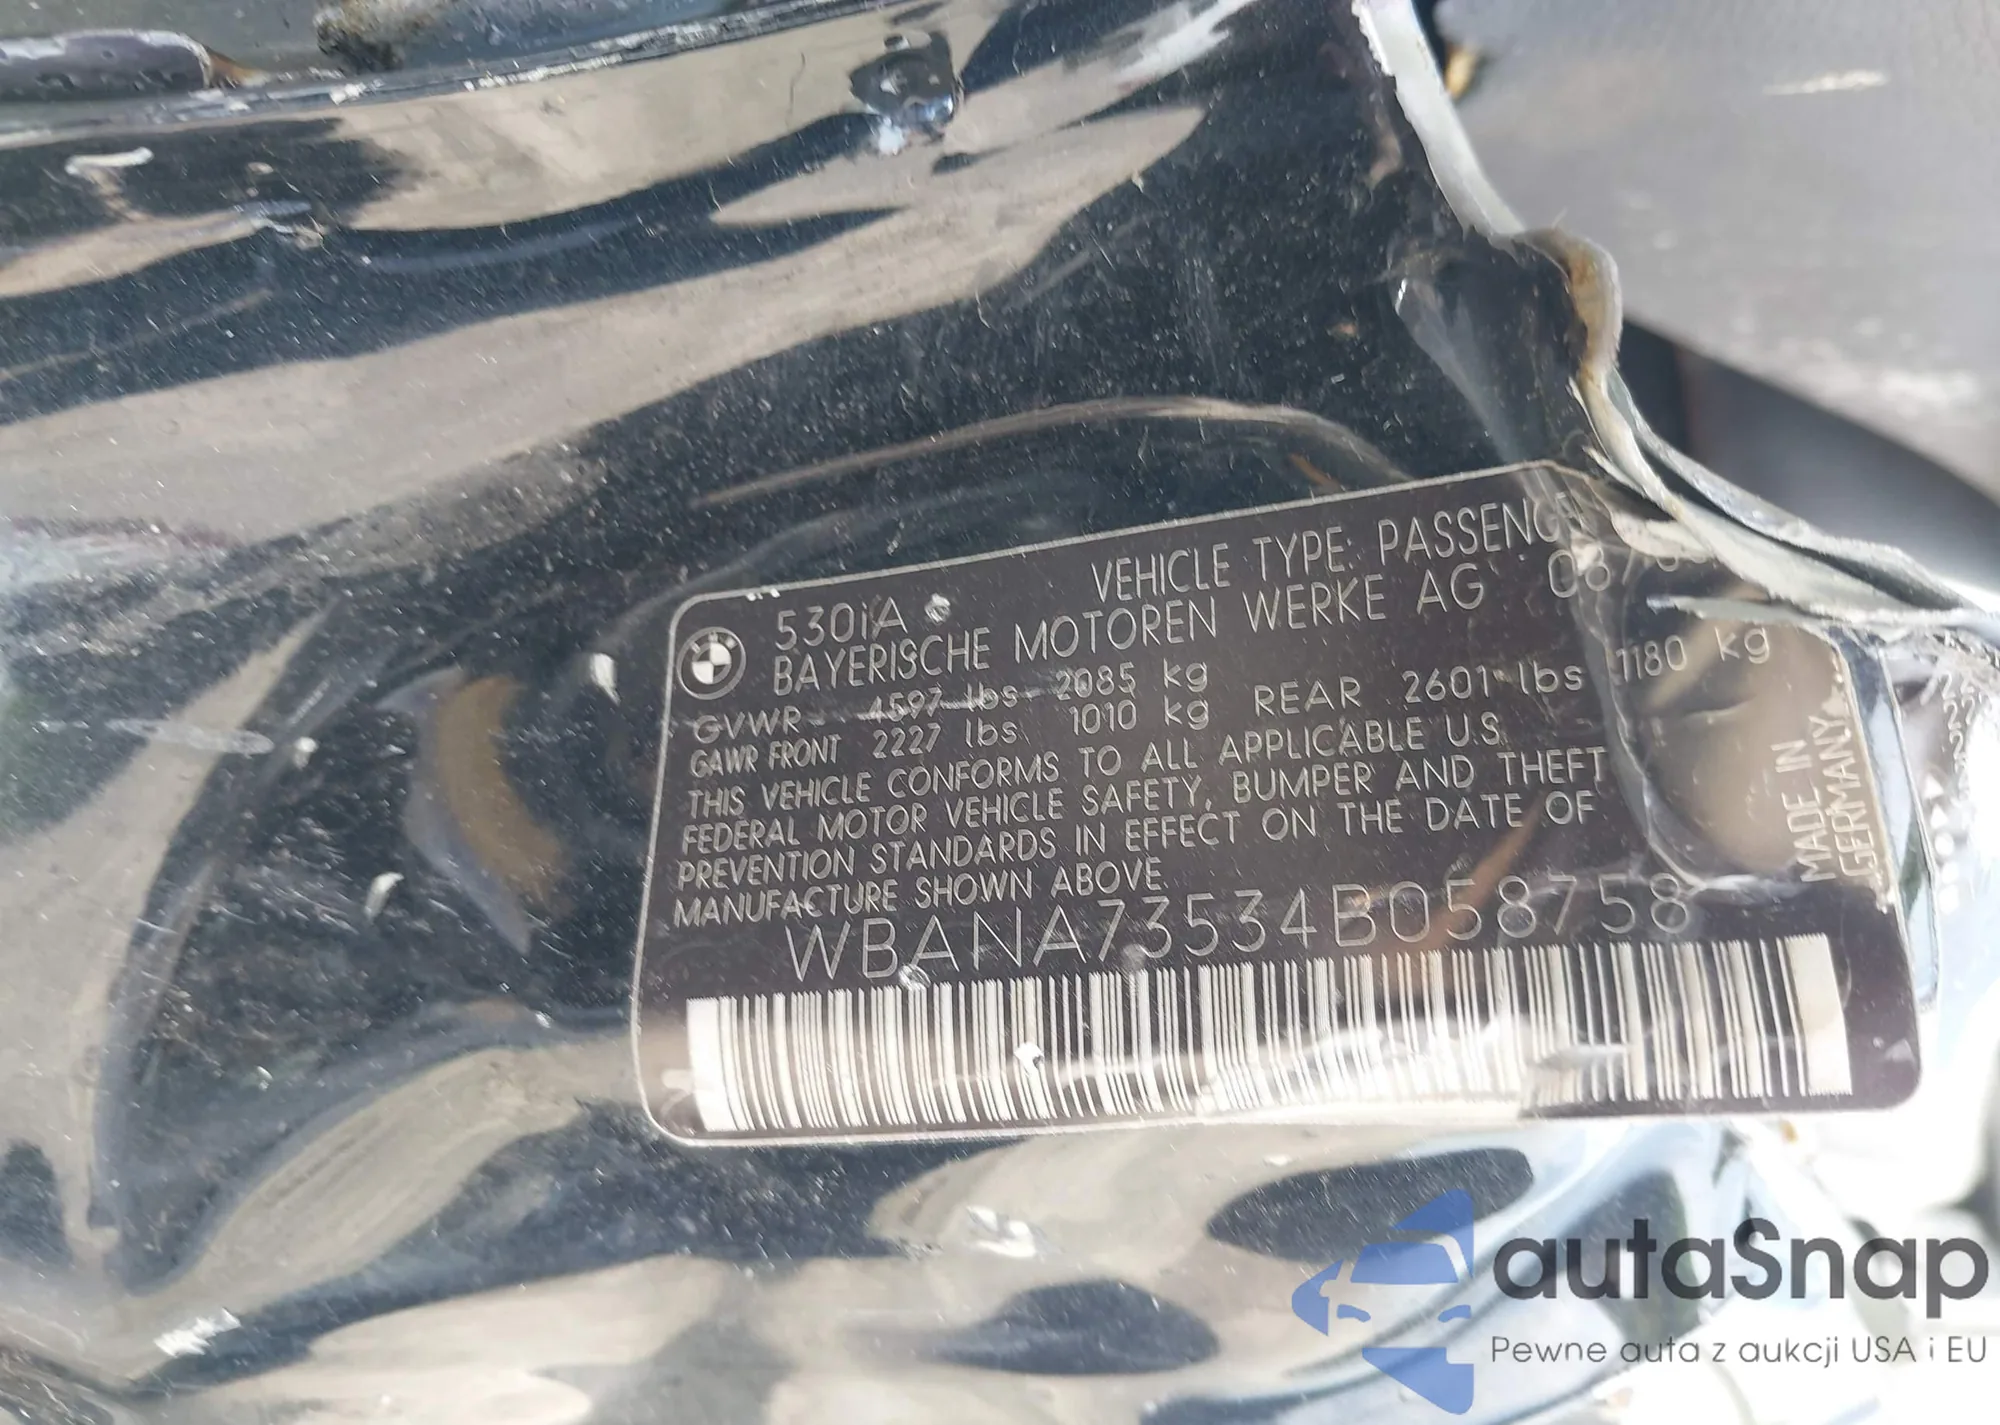 530iA
VEHICLE TYPE: PASSENGE
BAYERISCHE MOTOREN WERKE AG 08/03
GVWR 4597 lbs 2085 kg
GAWR FRONT 2227 lbs 1010 kg REAR 2601 lbs 1180 kg
THIS VEHICLE CONFORMS TO ALL APPLICABLE U.S.
FEDERAL MOTOR VEHICLE SAFETY, BUMPER AND THEFT
PREVENTION STANDARDS IN EFFECT ON THE DATE OF
MANUFACTURE SHOWN ABOVE
WBANA73534B058758
MADE IN
GERMANY
autaSnap
Pewne auta z aukcji USA i EU